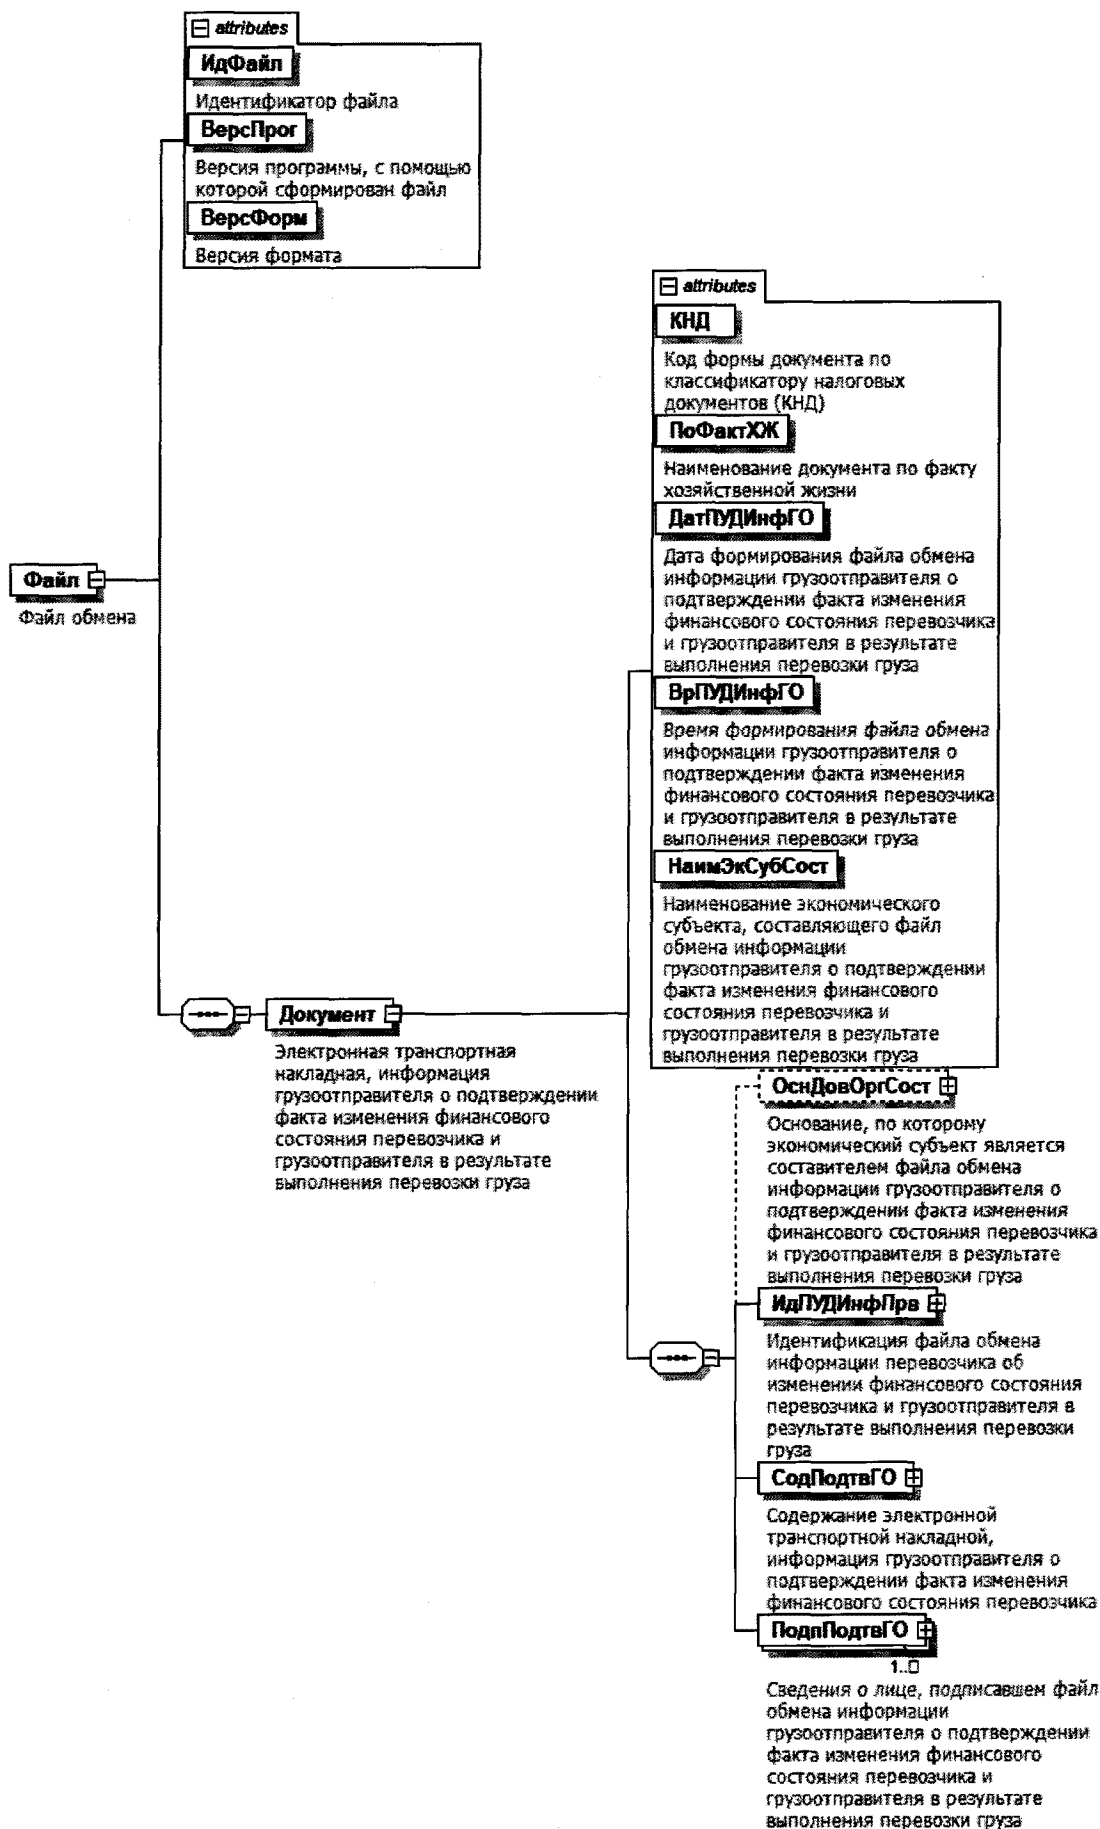 attributes
ИдФайл
Идентификатор файла
ВерсПрог
Версия программы, с помощью
которой сформирован файл
ВерсФорм
Версия формата
attributes
КНД
Код формы документа по
классификатору налоговых
документов (КНД)
ПоФактХЖ
Наименование документа по факту
хозяйственной жизни
ДатПУДИнфГО
Дата формирования файла обмена
информации грузоотправителя о
подтверждении факта изменения
финансового состояния перевозчика
и грузоотправителя в результате
выполнения перевозки груза
ВрПУДИнфГО
Время формирования файла обмена
информации грузоотправителя о
подтверждении факта изменения
финансового состояния перевозчика
и грузоотправителя в результате
выполнения перевозки груза
НаимЭкСубСост
Наименование экономического
субъекта, составляющего файл
обмена информации
грузоотправителя о подтверждении
факта изменения финансового
состояния перевозчика и
грузоотправителя в результате
выполнения перевозки груза
Файл
Файл обмена
Документ
Электронная транспортная
накладная, информация
грузоотправителя о подтверждении
факта изменения финансового
состояния перевозчика и
грузоотправителя в результате
выполнения перевозки груза
ОснДовОргСост
Основание, по которому
экономический субъект является
составителем файла обмена
информации грузоотправителя о
подтверждении факта изменения
финансового состояния перевозчика
и грузоотправителя в результате
выполнения перевозки груза
ИдПУДИнфПрв
Идентификация файла обмена
информации перевозчика об
изменении финансового состояния
перевозчика и грузоотправителя в
результате выполнения перевозки
груза
СодПодтвГО
Содержание электронной
транспортной накладной,
информация грузоотправителя о
подтверждении факта изменения
финансового состояния перевозчика
ПодпПодтвГО
1..□
Сведения о лице, подписавшем файл
обмена информации
грузоотправителя о подтверждении
факта изменения финансового
состояния перевозчика и
грузоотправителя в результате
выполнения перевозки груза